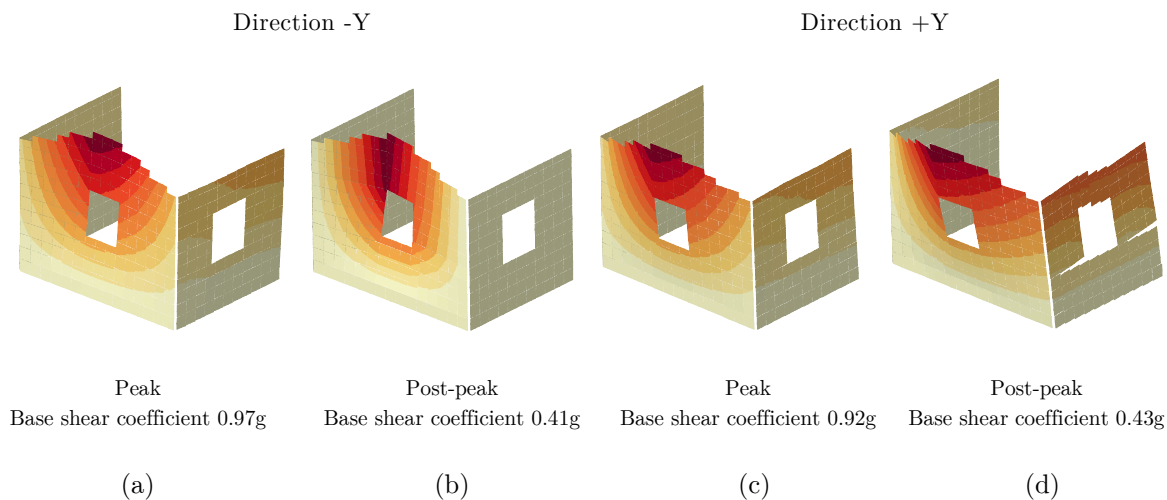 Direction -Y
Direction +Y
Peak
Base shear coefficient 0.97g
Post-peak
Base shear coefficient 0.41g
Peak
Base shear coefficient 0.92g
Post-peak
Base shear coefficient 0.43g
(a)
(b)
(c)
(d)